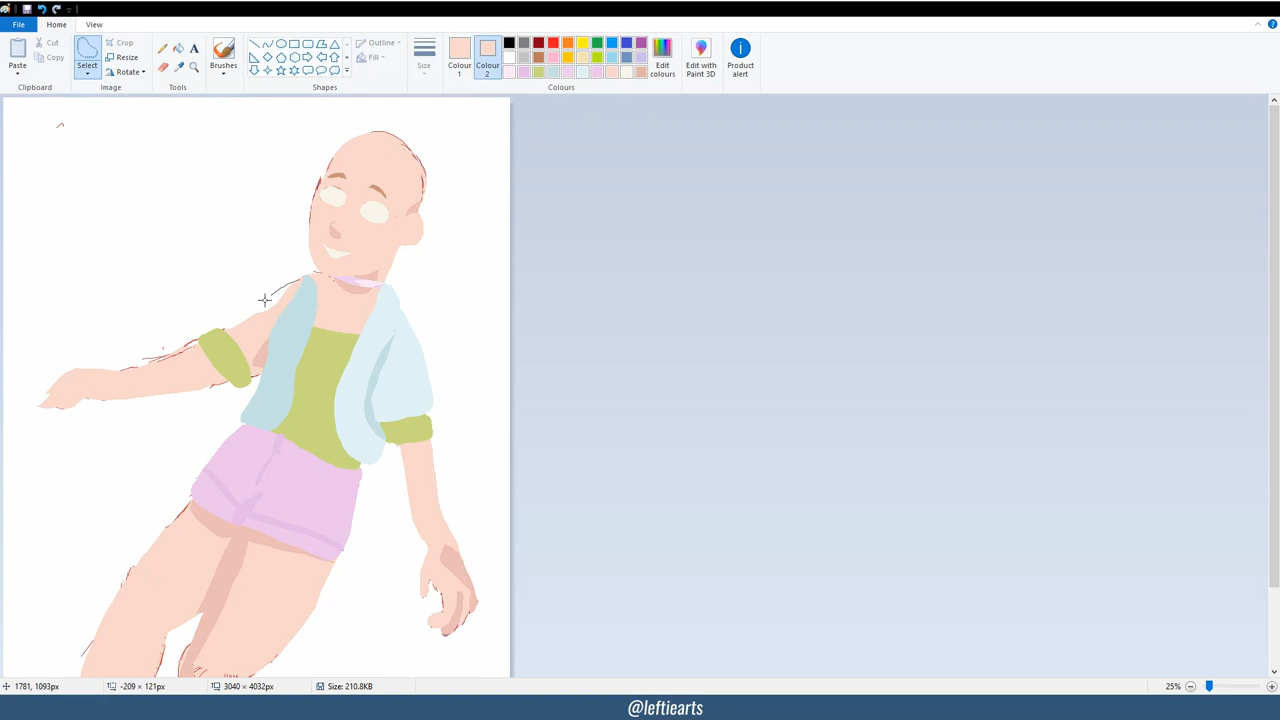 File Home View
Paste Cut Copy
Clipboard
Select Crop Resize Rotate
Image
A
Tools
Brushes
Outline Fill
Shapes
Size
Colour 1
Colour 2
Edit colours
Colours
Edit with Paint 3D
Product alert
1781, 1093px -209 × 121px 3040 × 4032px Size: 210.8KB 25%
@leftiearts